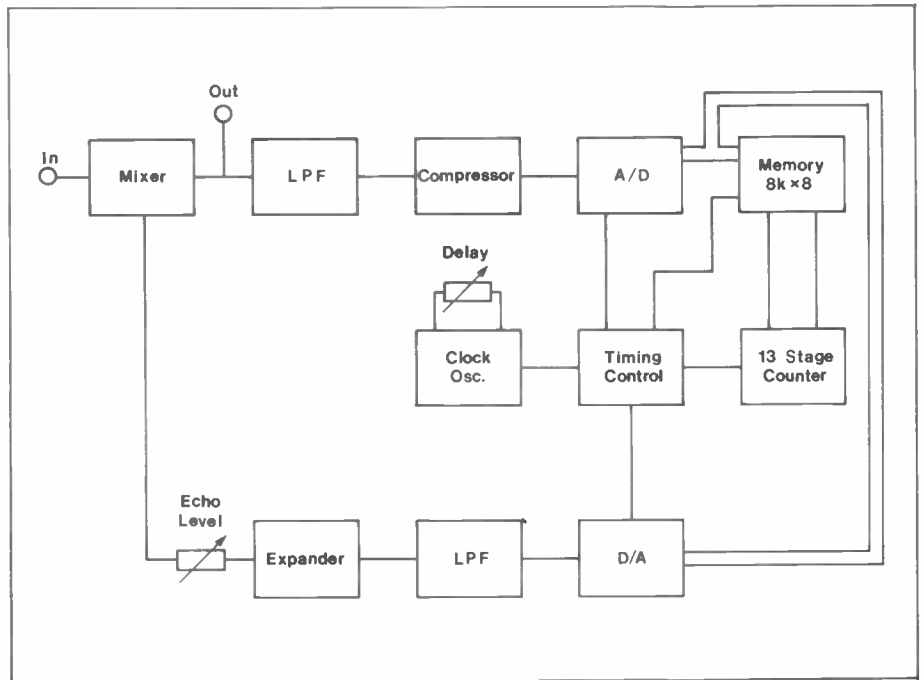 Out
In
Mixer
LPF
Compressor
A/D
Memory
8k × 8
Delay
Clock
Osc.
Timing
Control
13 Stage
Counter
Echo
Level
Expander
LPF
D/A